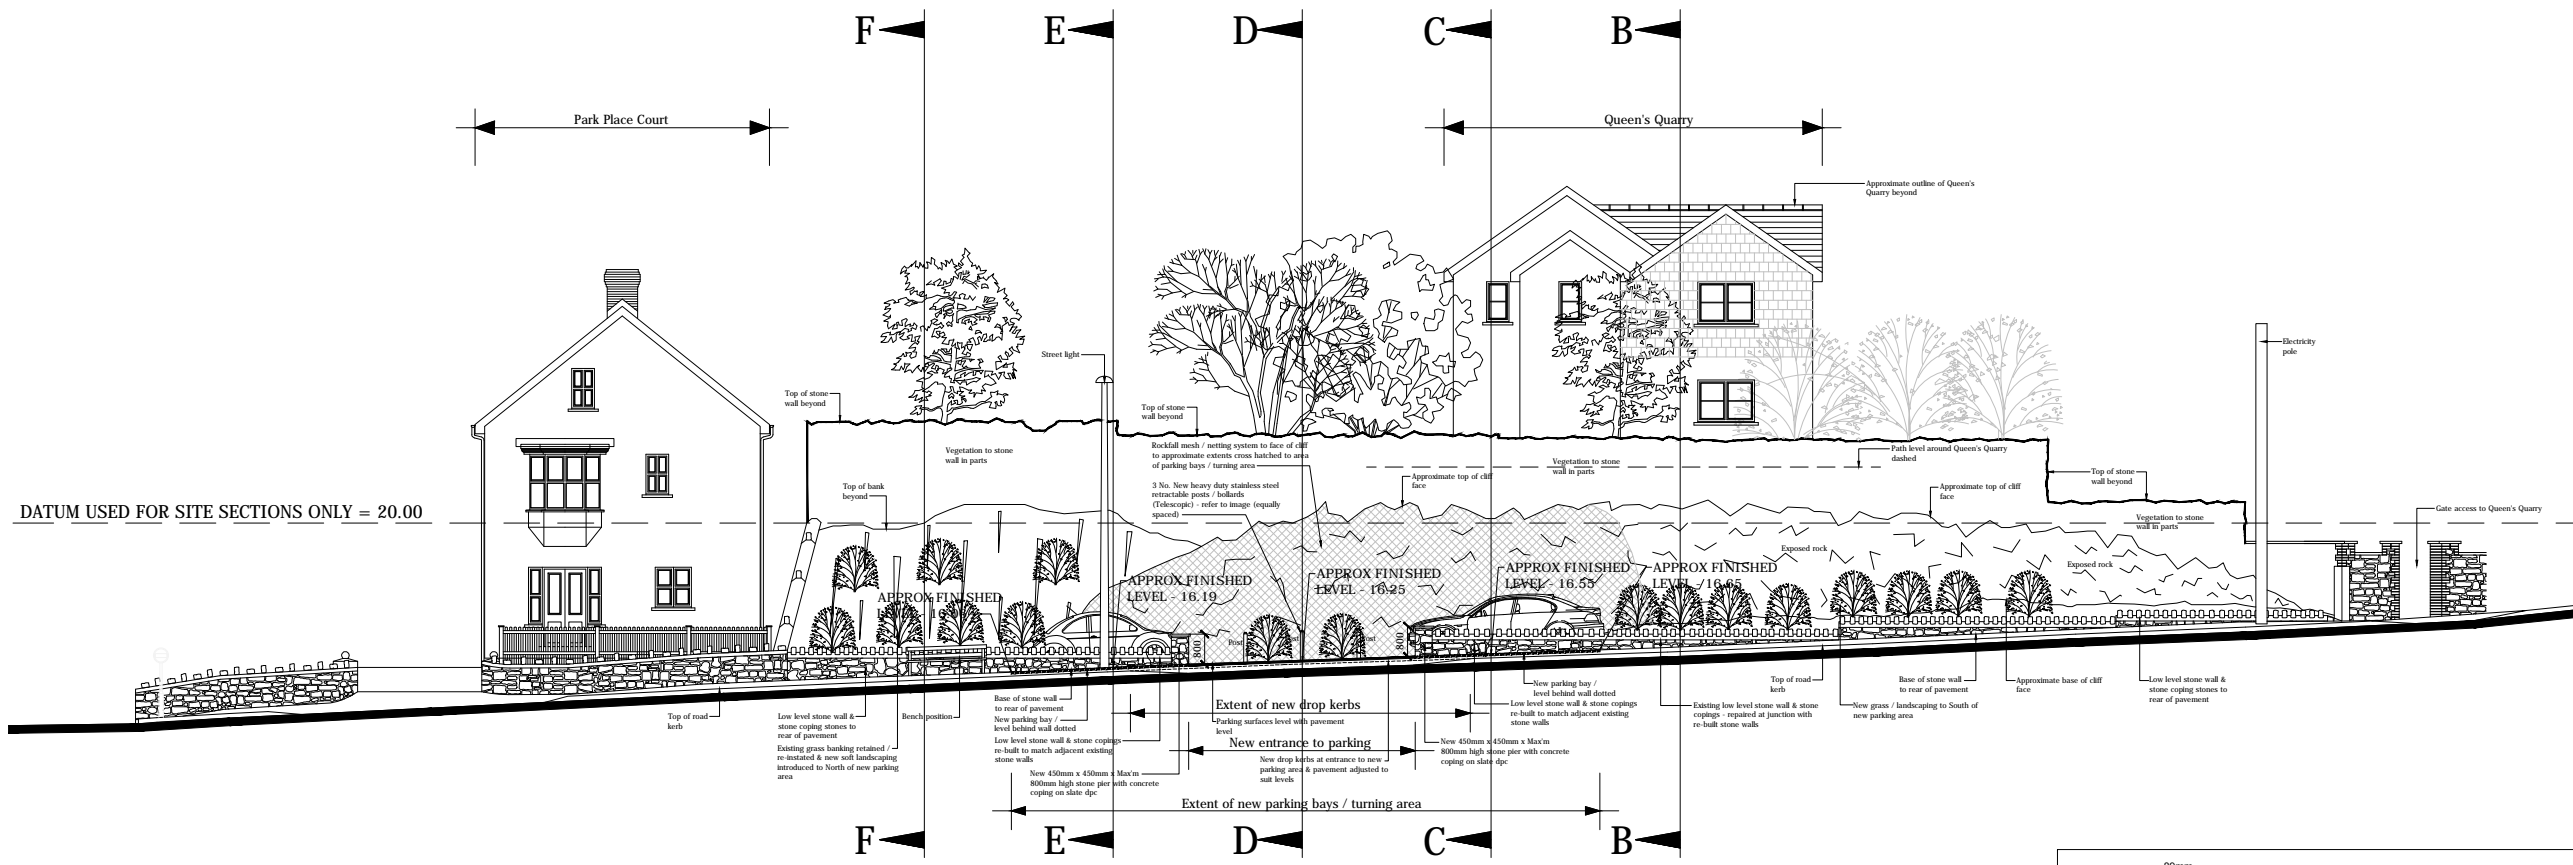 F
E
D
C
B
Park Place Court
Queen's Quarry
Approximate outline of Queen's
Quarry beyond
Street light
Electricity
pole
Top of stone
wall beyond
Top of stone
wall beyond
Rockfall mesh / netting system to face of cliff
to approximate extents cross hatched to area
of parking bays / turning area
3 No. New heavy duty stainless steel
retractable posts / bollards
(Telescopic) - refer to image (equally
spaced)
Vegetation to stone
wall in parts
Vegetation to stone
wall in parts
Path level around Queen's Quarry
dashed
Top of bank
beyond
Approximate top of cliff
face
Approximate top of cliff
face
Top of stone
wall beyond
Vegetation to stone
wall in parts
Gate access to Queen's Quarry
DATUM USED FOR SITE SECTIONS ONLY = 20.00
Exposed rock
Exposed rock
APPROX FINISHED
APPROX FINISHED
LEVEL - 16.19
APPROX FINISHED
LEVEL - 16.25
APPROX FINISHED
LEVEL - 16.55
APPROX FINISHED
LEVEL - 16.65
Post
Post
Post
800
800
Top of road
kerb
Low level stone wall &
stone coping stones to
rear of pavement
Existing grass banking retained /
re-instated & new soft landscaping
introduced to North of new parking
area
Bench position
Base of stone wall
to rear of pavement
New parking bay /
level behind wall dotted
Low level stone wall & stone copings
re-built to match adjacent existing
stone walls
New 450mm x 450mm x Max'm
800mm high stone pier with concrete
coping on slate dpc
Extent of new drop kerbs
Parking surfaces level with pavement
level
New entrance to parking
New drop kerbs at entrance to new
parking area & pavement adjusted to
suit levels
New 450mm x 450mm x Max'm
800mm high stone pier with concrete
coping on slate dpc
New parking bay /
level behind wall dotted
Low level stone wall & stone copings
re-built to match adjacent existing
stone walls
Existing low level stone wall & stone
copings - repaired at junction with
re-built stone walls
Top of road
kerb
New grass / landscaping to South of
new parking area
Base of stone wall
to rear of pavement
Approximate base of cliff
face
Low level stone wall &
stone coping stones to
rear of pavement
Extent of new parking bays / turning area
F
E
D
C
B